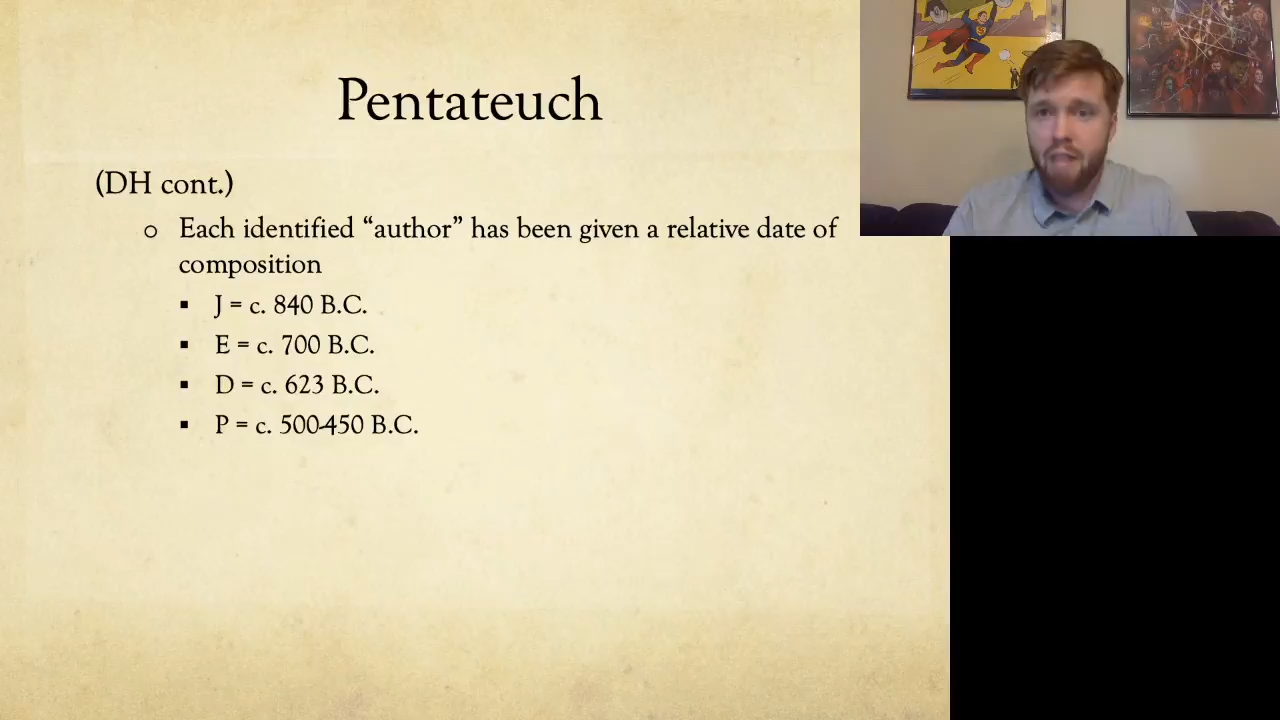 Pentateuch
(DH cont.)
o Each identified “author” has been given a relative date of
composition
▪ J = c. 840 B.C.
▪ E = c. 700 B.C.
▪ D = c. 623 B.C.
▪ P = c. 500-450 B.C.